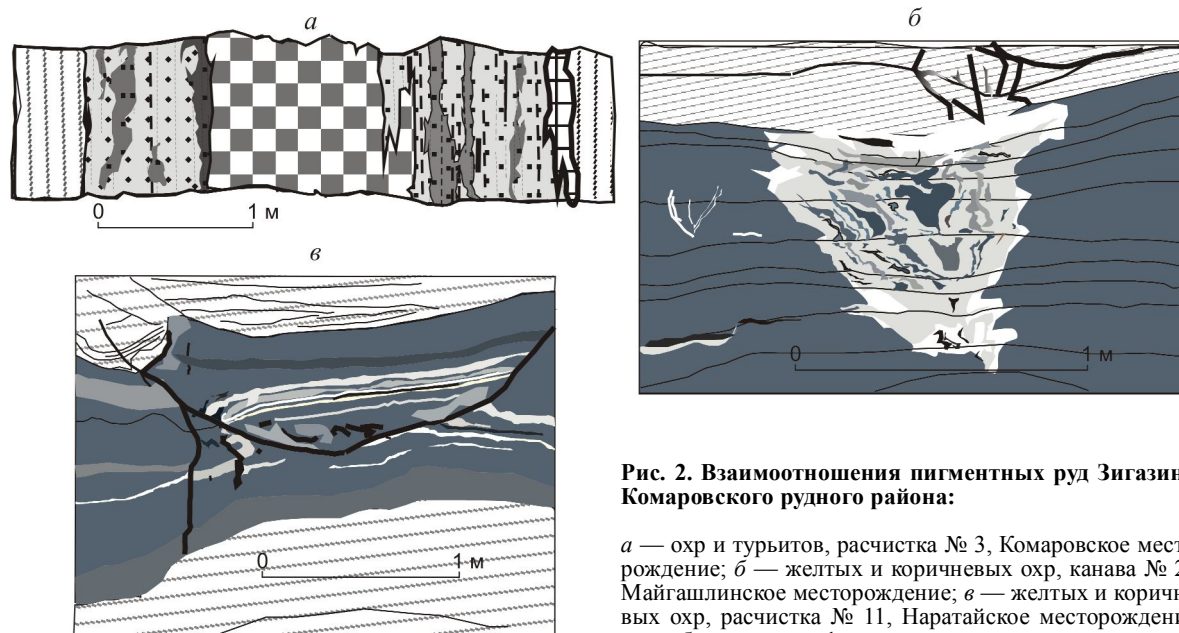 а
0 1 м
б
0 1 м
в
0 1 м
Рис. 2. Взаимоотношения пигментных руд Зигазин
Комаровского рудного района:
а — охр и турьитов, расчистка № 3, Комаровское мест
рождение; б — желтых и коричневых охр, канава № 2
Майгашлинское месторождение; в — желтых и коричн
вых охр, расчистка № 11, Наратайское месторожден